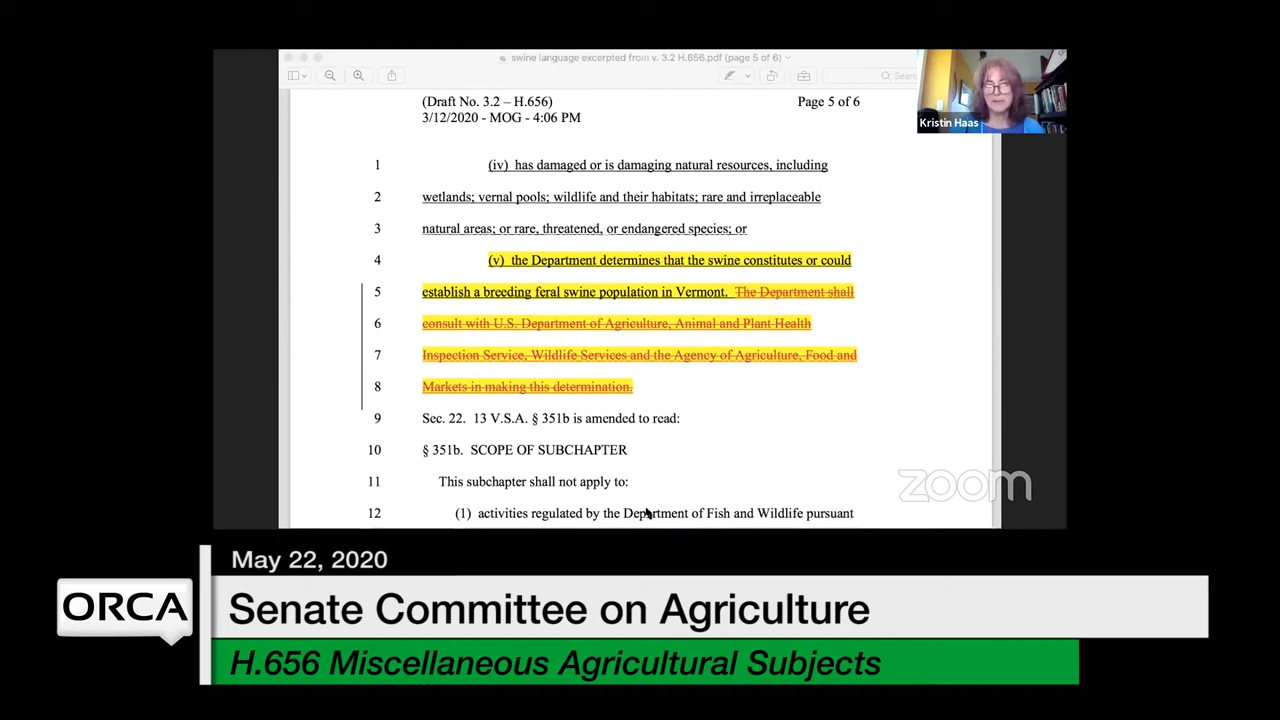 swine language excerpted from v. 3.2 H.656.pdf (page 5 of 6)
Sear
Kristin Haas
(Draft No. 3.2 – H.656) Page 5 of 6
3/12/2020 - MOG - 4:06 PM
1 (iv) has damaged or is damaging natural resources, including
2 wetlands; vernal pools; wildlife and their habitats; rare and irreplaceable
3 natural areas; or rare, threatened, or endangered species; or
4 (v) the Department determines that the swine constitutes or could
5 establish a breeding feral swine population in Vermont. The Department shall
6 consult with U.S. Department of Agriculture, Animal and Plant Health
7 Inspection Service, Wildlife Services and the Agency of Agriculture, Food and
8 Markets in making this determination.
9 Sec. 22. 13 V.S.A. § 351b is amended to read:
10 § 351b. SCOPE OF SUBCHAPTER
11 This subchapter shall not apply to:
12 (1) activities regulated by the Department of Fish and Wildlife pursuant
zoom
May 22, 2020
ORCA
Senate Committee on Agriculture
H.656 Miscellaneous Agricultural Subjects